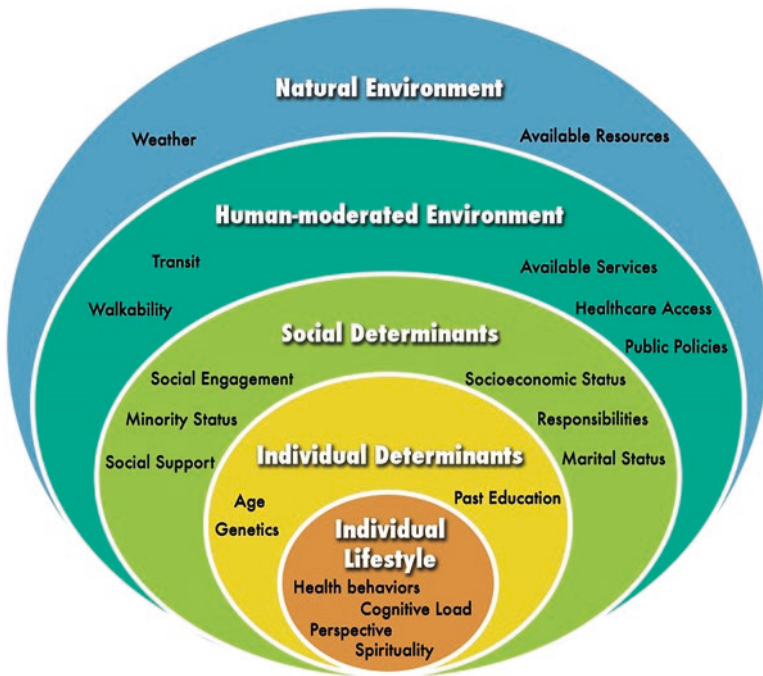 Natural Environment
Weather
Available Resources
Human-moderated Environment
Transit
Available Services
Walkability
Healthcare Access
Public Policies
Social Determinants
Social Engagement
Socioeconomic Status
Minority Status
Responsibilities
Social Support
Marital Status
Individual Determinants
Age
Past Education
Genetics
Individual
Lifestyle
Health behaviors
Cognitive Load
Perspective
Spirituality